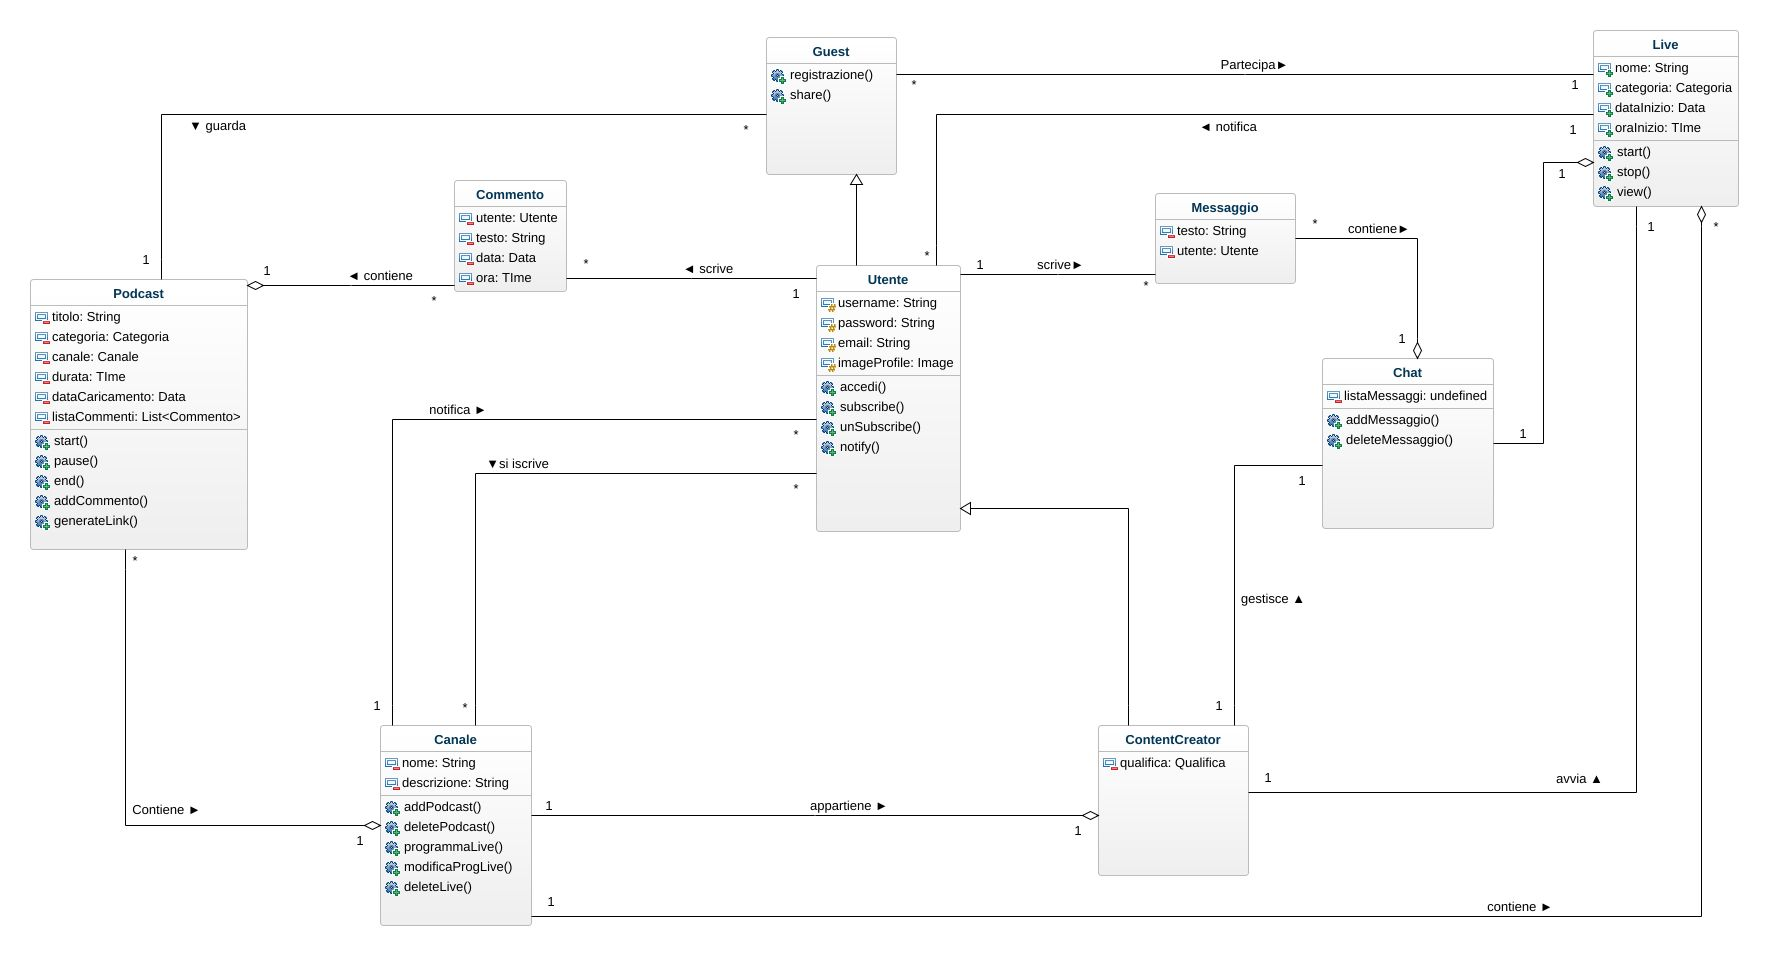 Guest
registrazione()
share()
Partecipa►
*
1
Live
nome: String
categoria: Categoria
dataInizio: Data
oraInizio: TIme
start()
stop()
view()
▼ guarda
*
1
◄ notifica
1
*
Commento
utente: Utente
testo: String
data: Data
ora: TIme
Messaggio
testo: String
utente: Utente
*
contiene►
1
1
1
1
*
◄ contiene
1
*
*
◄ scrive
1
1
scrive►
*
Podcast
titolo: String
categoria: Categoria
canale: Canale
durata: TIme
dataCaricamento: Data
listaCommenti: List<Commento>
start()
pause()
end()
addCommento()
generateLink()
Utente
username: String
password: String
email: String
imageProfile: Image
accedi()
subscribe()
unSubscribe()
notify()
Chat
listaMessaggi: undefined
addMessaggio()
deleteMessaggio()
notifica ►
*
1
▼si iscrive
*
*
1
gestisce ▲
1
*
Contiene ►
1
Canale
nome: String
descrizione: String
addPodcast()
deletePodcast()
programmaLive()
modificaProgLive()
deleteLive()
ContentCreator
qualifica: Qualifica
1
avvia ▲
1
appartiene ►
1
1
contiene ►